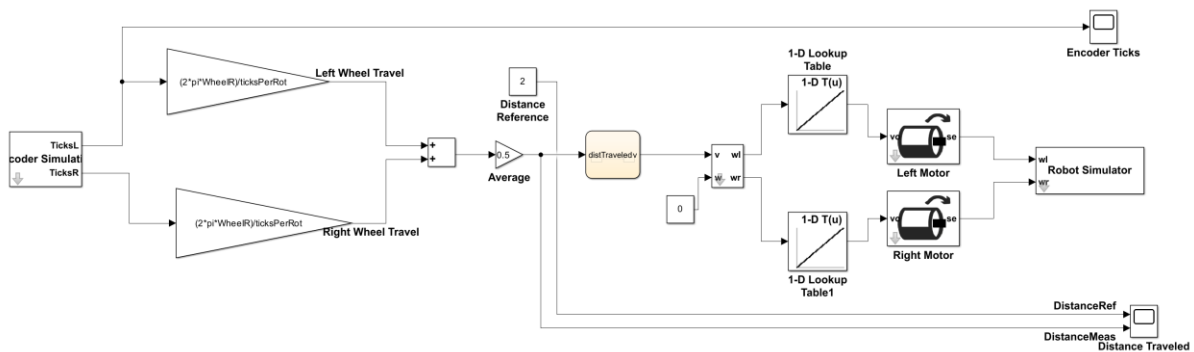 TicksL
coder Simulati
TicksR
(2*pi*WheelR)/ticksPerRot
Left Wheel Travel
(2*pi*WheelR)/ticksPerRot
Right Wheel Travel
+
+
0.5
Average
2
Distance
Reference
distTraveledv
0
v
w
wl
wr
1-D Lookup
Table
1-D T(u)
1-D T(u)
1-D Lookup
Table1
vo
se
Left Motor
vo
se
Right Motor
wl
wr
Robot Simulator
Encoder Ticks
DistanceRef
DistanceMeas
Distance Traveled